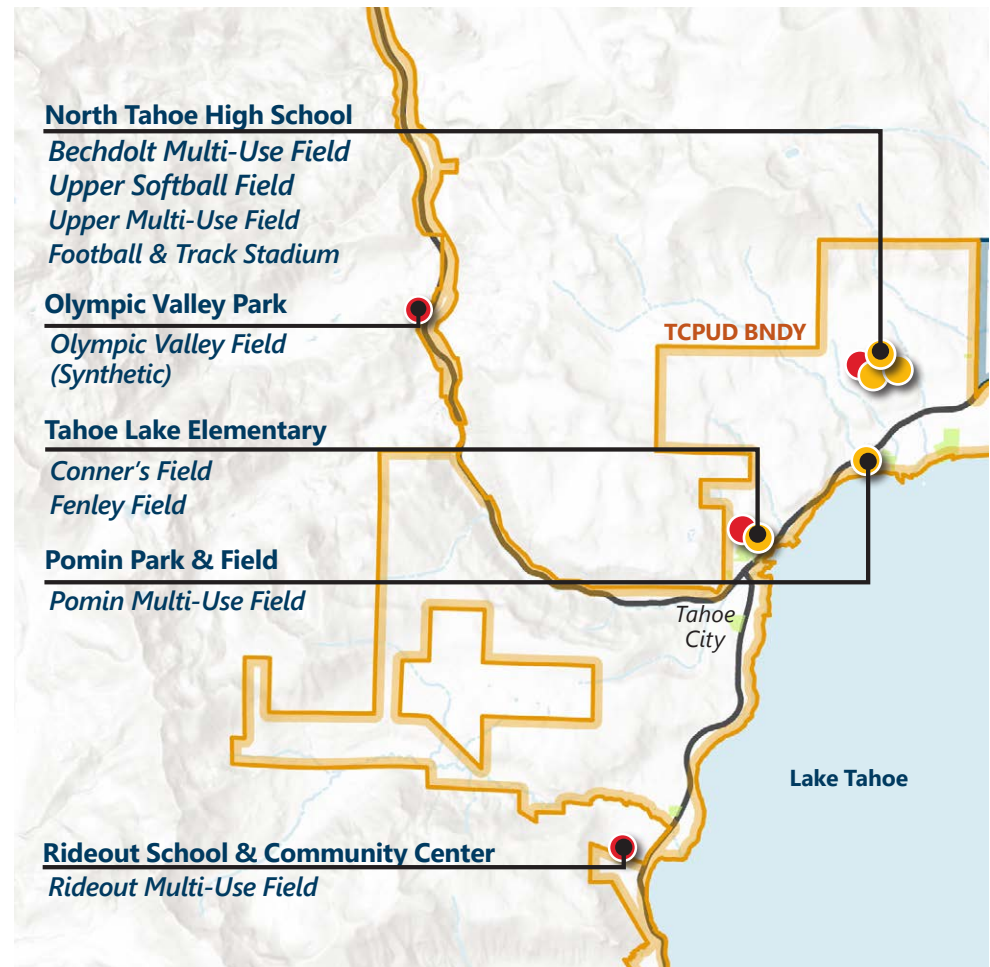 North Tahoe High School
Bechdolt Multi-Use Field
Upper Softball Field
Upper Multi-Use Field
Football & Track Stadium
Olympic Valley Park
Olympic Valley Field
(Synthetic)
TCPUD BNDY
Tahoe Lake Elementary
Conner's Field
Fenley Field
Pomin Park & Field
Pomin Multi-Use Field
Tahoe
City
Lake Tahoe
Rideout School & Community Center
Rideout Multi-Use Field